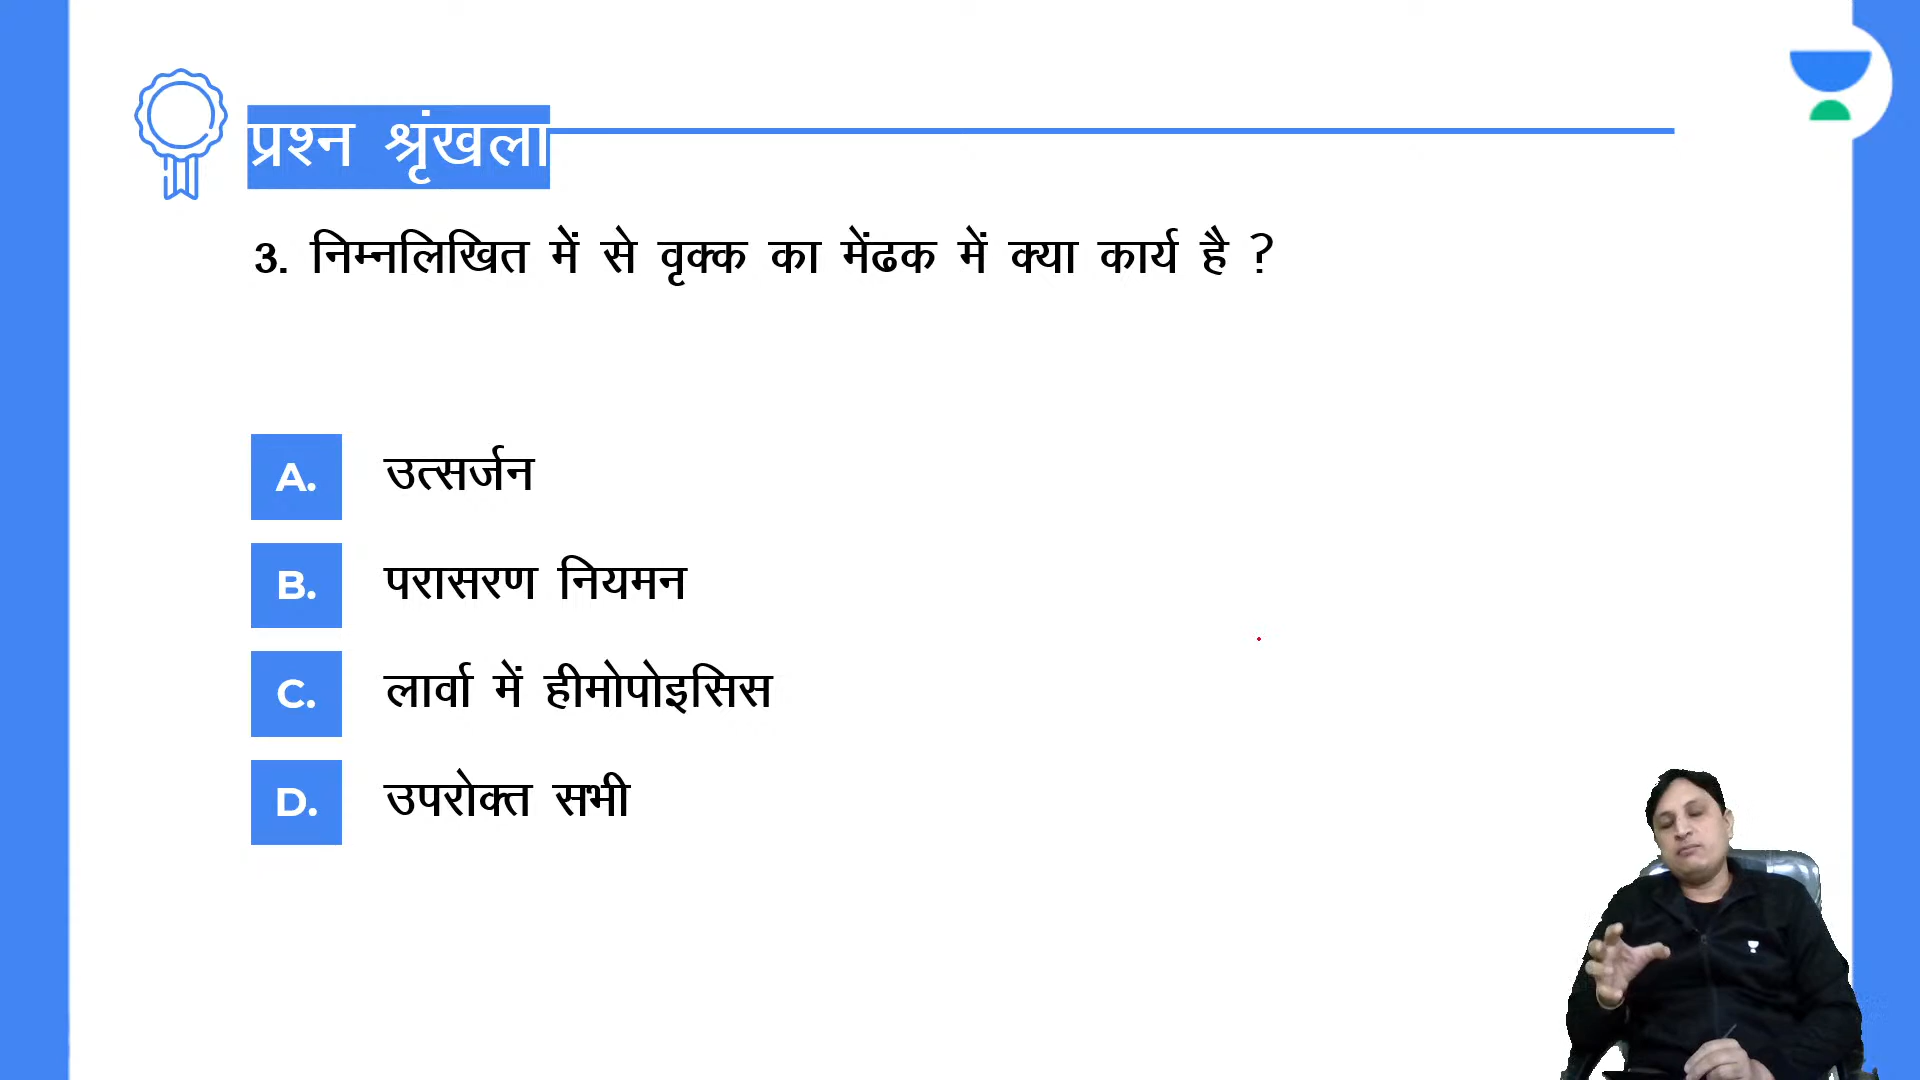 प्रश्न श्रृंखला
3. निम्नलिखित में से वृक्क का मेंढक में क्या कार्य है ?
A. उत्सर्जन
B. परासरण नियमन
C. लार्वा में हीमोपोइसिस
D. उपरोक्त सभी